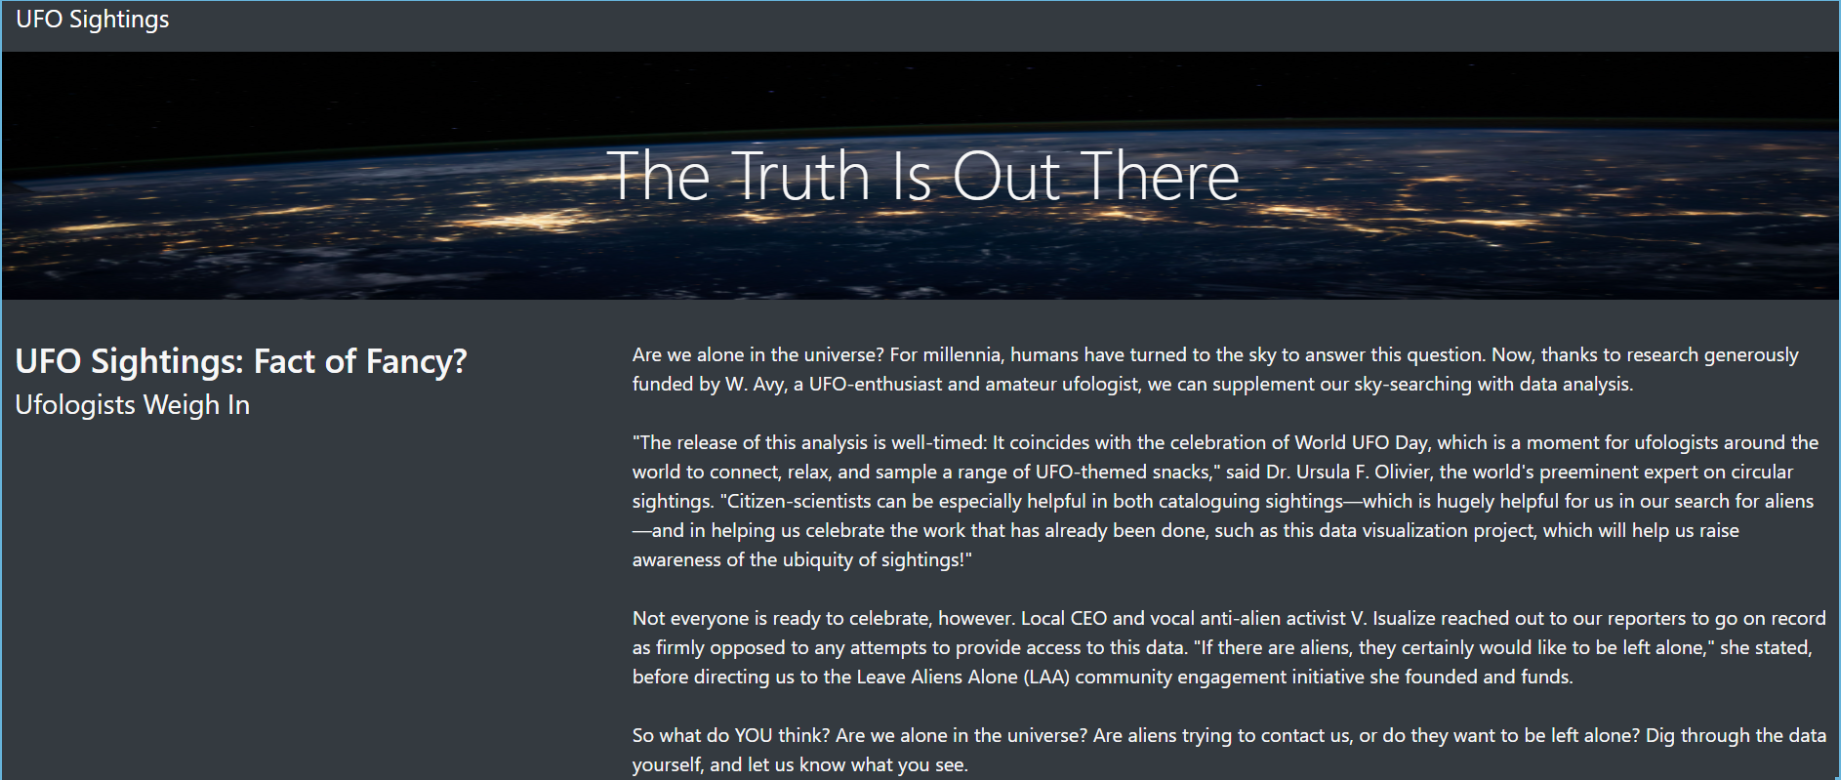 UFO Sightings
The Truth Is Out There
UFO Sightings: Fact of Fancy?
Ufologists Weigh In
Are we alone in the universe? For millennia, humans have turned to the sky to answer this question. Now, thanks to research generously
funded by W. Avy, a UFO-enthusiast and amateur ufologist, we can supplement our sky-searching with data analysis.
"The release of this analysis is well-timed: It coincides with the celebration of World UFO Day, which is a moment for ufologists around the
world to connect, relax, and sample a range of UFO-themed snacks," said Dr. Ursula F. Olivier, the world's preeminent expert on circular
sightings. "Citizen-scientists can be especially helpful in both cataloguing sightings—which is hugely helpful for us in our search for aliens
—and in helping us celebrate the work that has already been done, such as this data visualization project, which will help us raise
awareness of the ubiquity of sightings!"
Not everyone is ready to celebrate, however. Local CEO and vocal anti-alien activist V. Isualize reached out to our reporters to go on record
as firmly opposed to any attempts to provide access to this data. "If there are aliens, they certainly would like to be left alone," she stated,
before directing us to the Leave Aliens Alone (LAA) community engagement initiative she founded and funds.
So what do YOU think? Are we alone in the universe? Are aliens trying to contact us, or do they want to be left alone? Dig through the data
yourself, and let us know what you see.